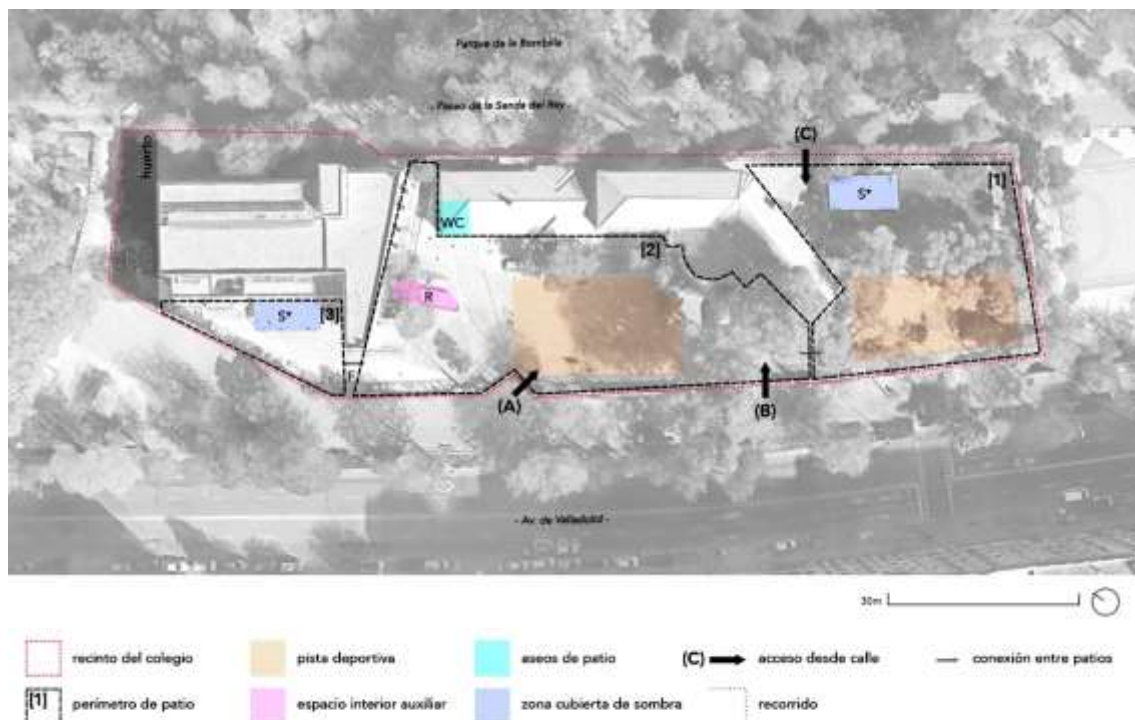 Parque de la Bombilla
- Paseo de la Senda del Rey -
huerto
(C)
[1]
S*
WC
[2]
R
S*
[3]
(A)
(B)
- Av. de Valladolid -
30m
recinto del colegio
pista deportiva
aseos de patio
(C) acceso desde calle
conexión entre patios
[1] perímetro de patio
espacio interior auxiliar
zona cubierta de sombra
recorrido